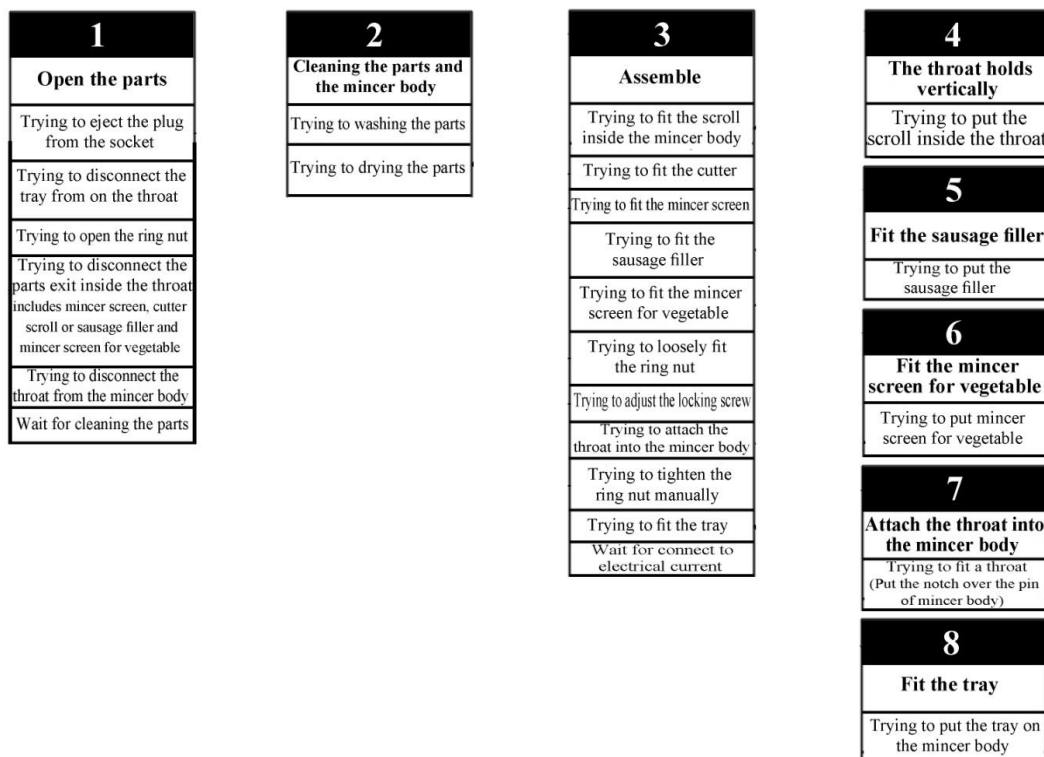 1
Open the parts
Trying to eject the plug
from the socket
Trying to disconnect the
tray from on the throat
Trying to open the ring nut
Trying to disconnect the
parts exit inside the throat
includes mincer screen, cutter
scroll or sausage filler and
mincer screen for vegetable
Trying to disconnect the
throat from the mincer body
Wait for cleaning the parts
2
Cleaning the parts and
the mincer body
Trying to washing the parts
Trying to drying the parts
3
Assemble
Trying to fit the scroll
inside the mincer body
Trying to fit the cutter
Trying to fit the mincer screen
Trying to fit the
sausage filler
Trying to fit the mincer
screen for vegetable
Trying to loosely fit
the ring nut
Trying to adjust the locking screw
Trying to attach the
throat into the mincer body
Trying to tighten the
ring nut manually
Trying to fit the tray
Wait for connect to
electrical current
4
The throat holds
vertically
Trying to put the
scroll inside the throat
5
Fit the sausage filler
Trying to put the
sausage filler
6
Fit the mincer
screen for vegetable
Trying to put mincer
screen for vegetable
7
Attach the throat into
the mincer body
Trying to fit a throat
(Put the notch over the pin
of mincer body)
8
Fit the tray
Trying to put the tray on
the mincer body